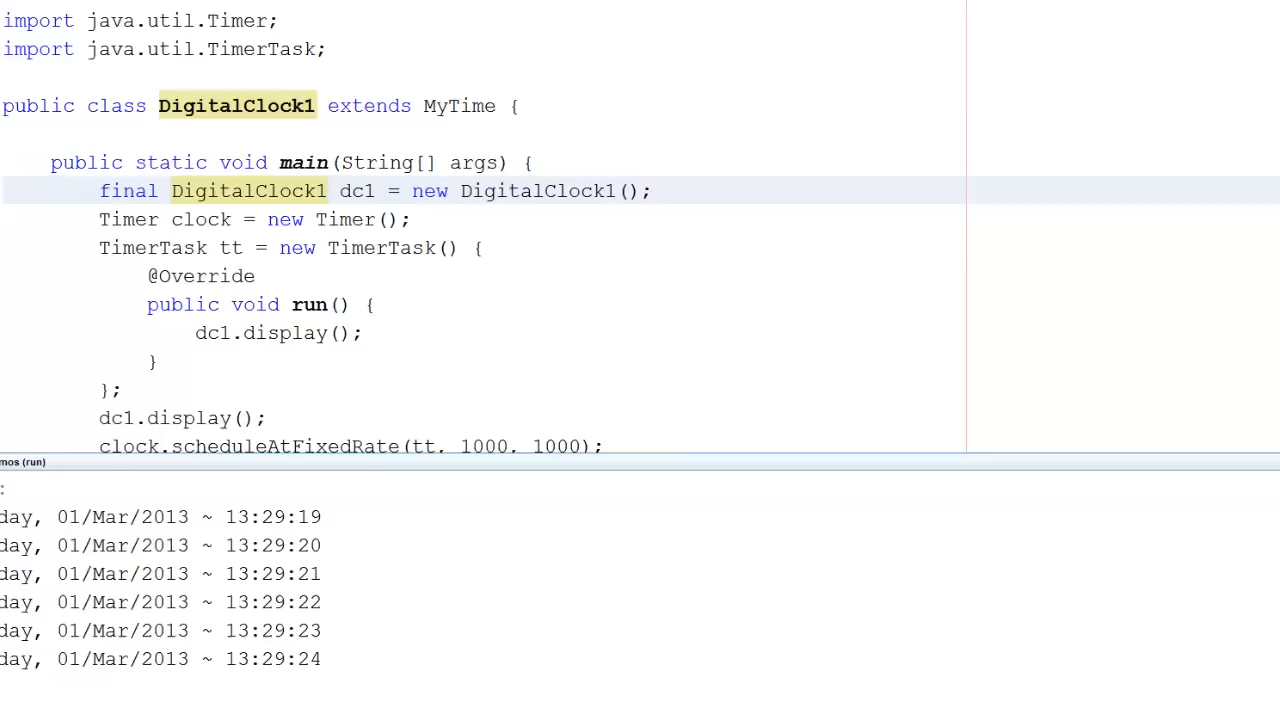 import java.util.Timer;
import java.util.TimerTask;
public class DigitalClock1 extends MyTime {
public static void main(String[] args) {
final DigitalClock1 dc1 = new DigitalClock1();
Timer clock = new Timer();
TimerTask tt = new TimerTask() {
@Override
public void run() {
dc1.display();
}
};
dc1.display();
clock.scheduleAtFixedRate(tt, 1000, 1000);
mos (run)
:
day, 01/Mar/2013 ~ 13:29:19
day, 01/Mar/2013 ~ 13:29:20
day, 01/Mar/2013 ~ 13:29:21
day, 01/Mar/2013 ~ 13:29:22
day, 01/Mar/2013 ~ 13:29:23
day, 01/Mar/2013 ~ 13:29:24